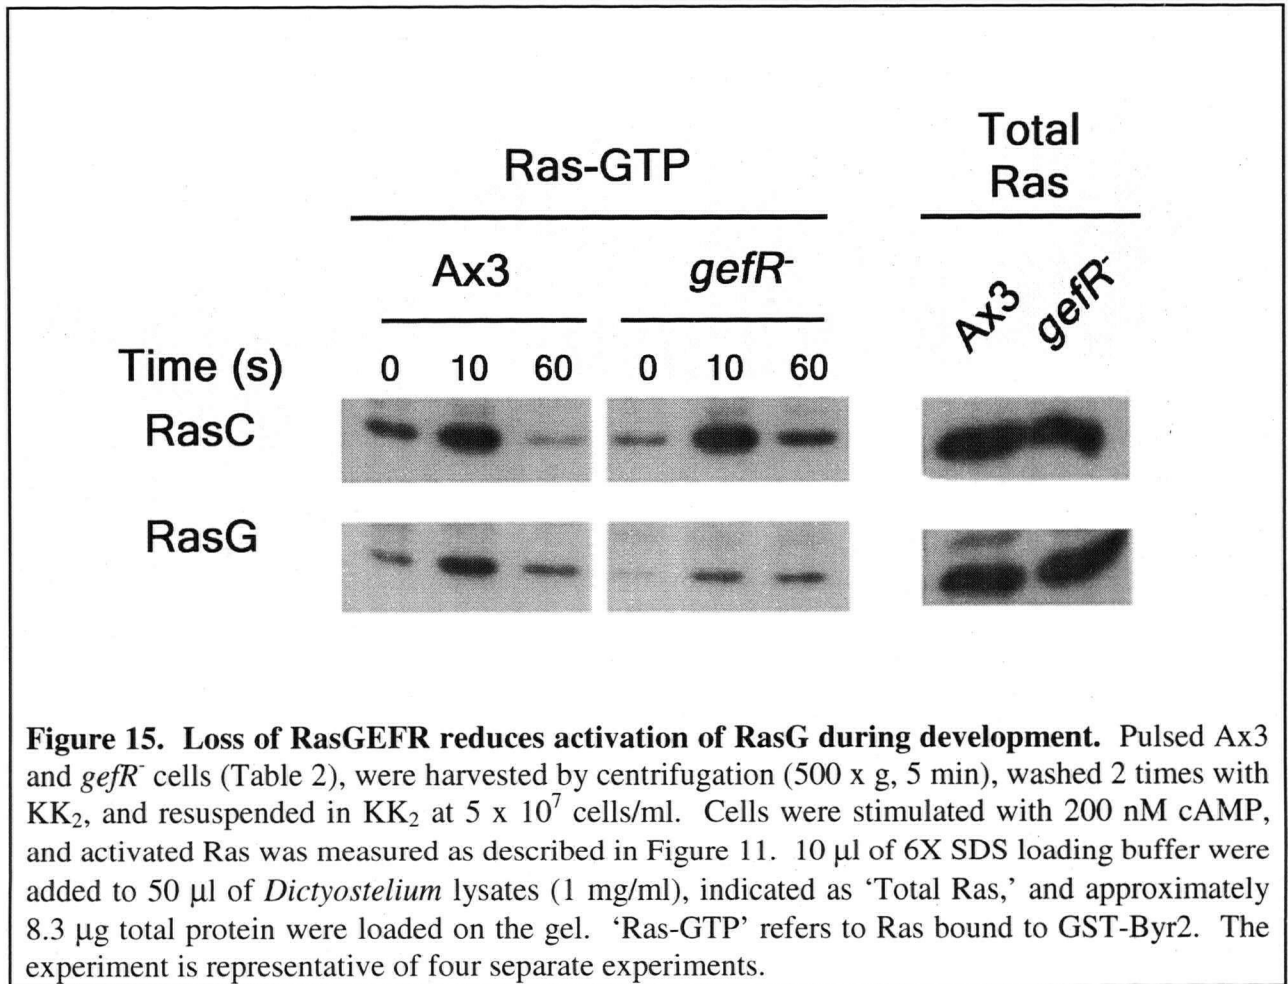 Total
Ras
Ras-GTP
Ax3 gefR⁻ Ax3 gefR⁻
Time (s) 0 10 60 0 10 60
RasC
RasG
Figure 15. Loss of RasGEFR reduces activation of RasG during development. Pulsed Ax3
and gefR⁻ cells (Table 2), were harvested by centrifugation (500 x g, 5 min), washed 2 times with
KK₂, and resuspended in KK₂ at 5 x 10⁷ cells/ml. Cells were stimulated with 200 nM cAMP,
and activated Ras was measured as described in Figure 11. 10 µl of 6X SDS loading buffer were
added to 50 µl of Dictyostelium lysates (1 mg/ml), indicated as ‘Total Ras,’ and approximately
8.3 µg total protein were loaded on the gel. ‘Ras-GTP’ refers to Ras bound to GST-Byr2. The
experiment is representative of four separate experiments.